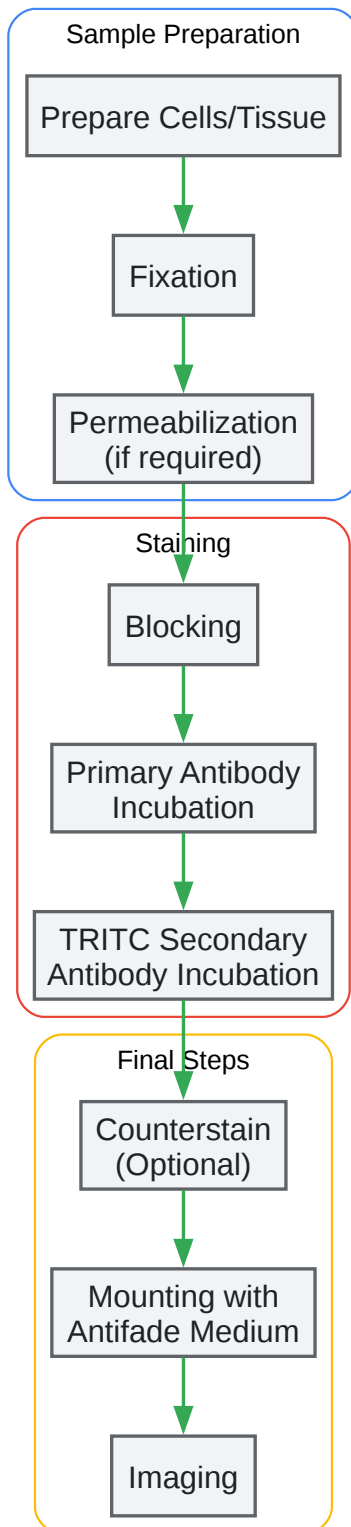 Sample Preparation
Prepare Cells/Tissue
Fixation
Permeabilization
(if required)
Staining
Blocking
Primary Antibody
Incubation
TRITC Secondary
Antibody Incubation
Final Steps
Counterstain
(Optional)
Mounting with
Antifade Medium
Imaging